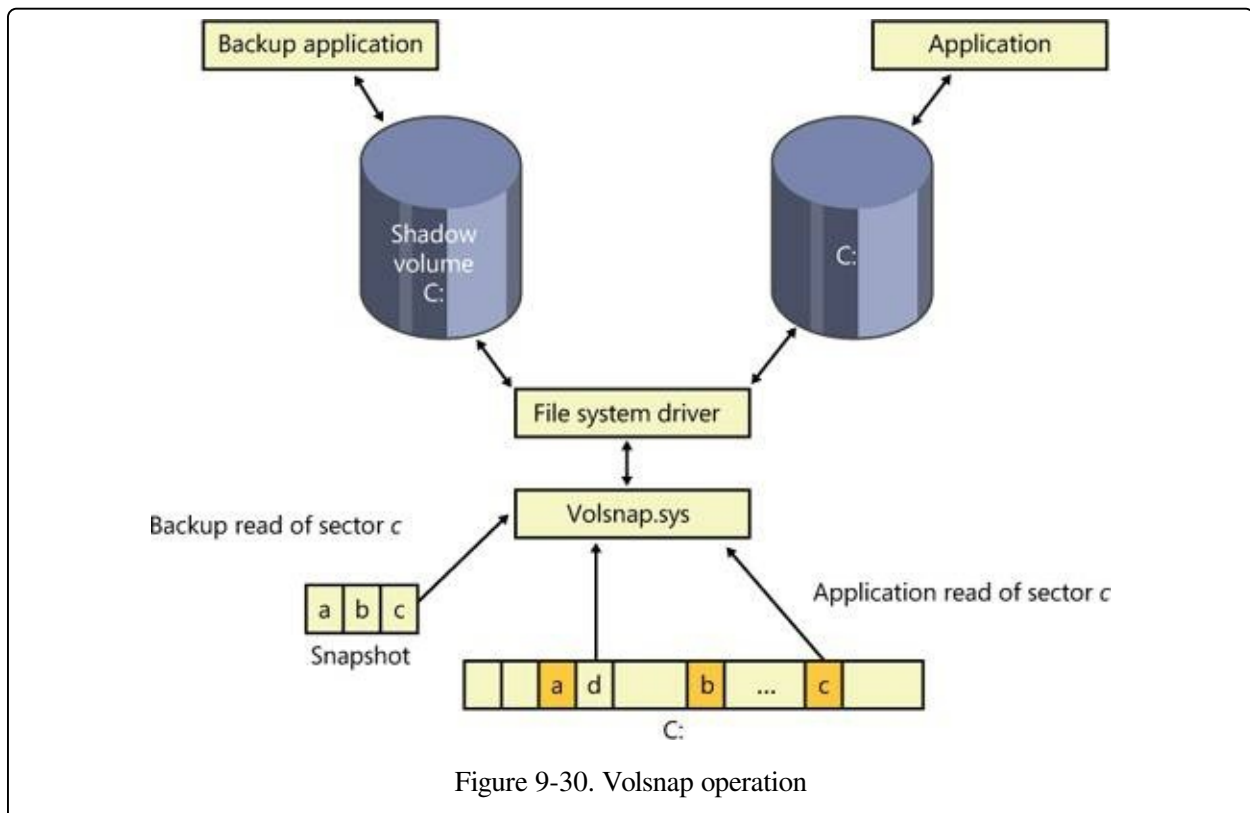 Backup application
Application
Shadow
volume
C:
C:
File system driver
Volsnap.sys
Backup read of sector c
Application read of sector c
a b c
Snapshot
a d b ... c
C:
Figure 9-30. Volsnap operation